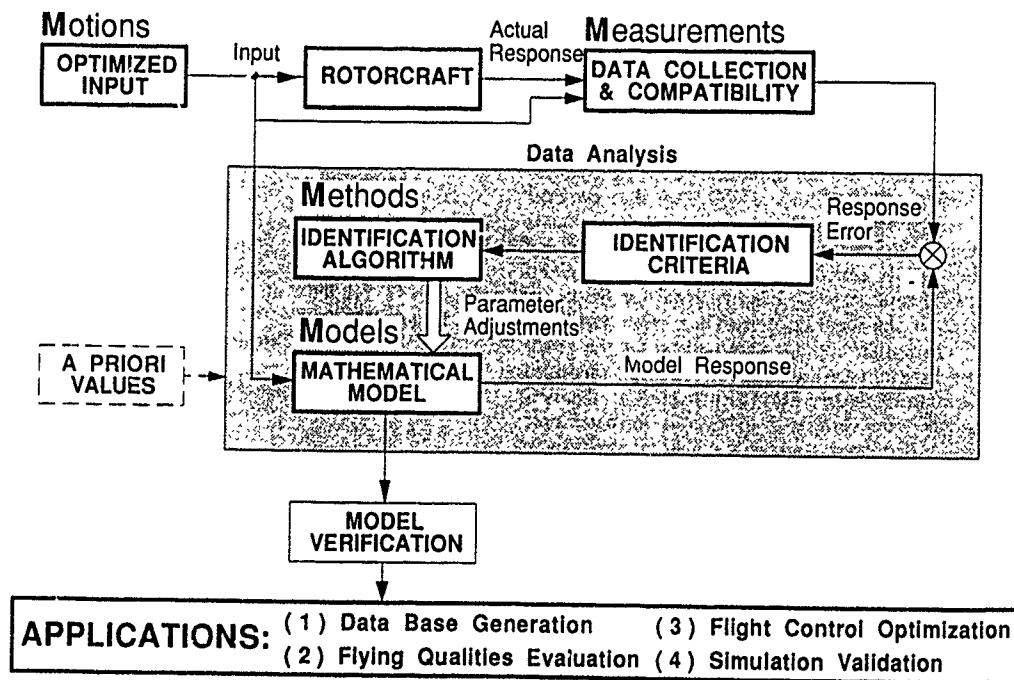 Motions
OPTIMIZED
INPUT
Input
ROTORCRAFT
Actual
Response
Measurements
DATA COLLECTION
& COMPATIBILITY
Data Analysis
Methods
IDENTIFICATION
ALGORITHM
IDENTIFICATION
CRITERIA
Response
Error
-
Parameter
Adjustments
Models
MATHEMATICAL
MODEL
Model Response
A PRIORI
VALUES
MODEL
VERIFICATION
APPLICATIONS:
(1) Data Base Generation
(2) Flying Qualities Evaluation
(3) Flight Control Optimization
(4) Simulation Validation